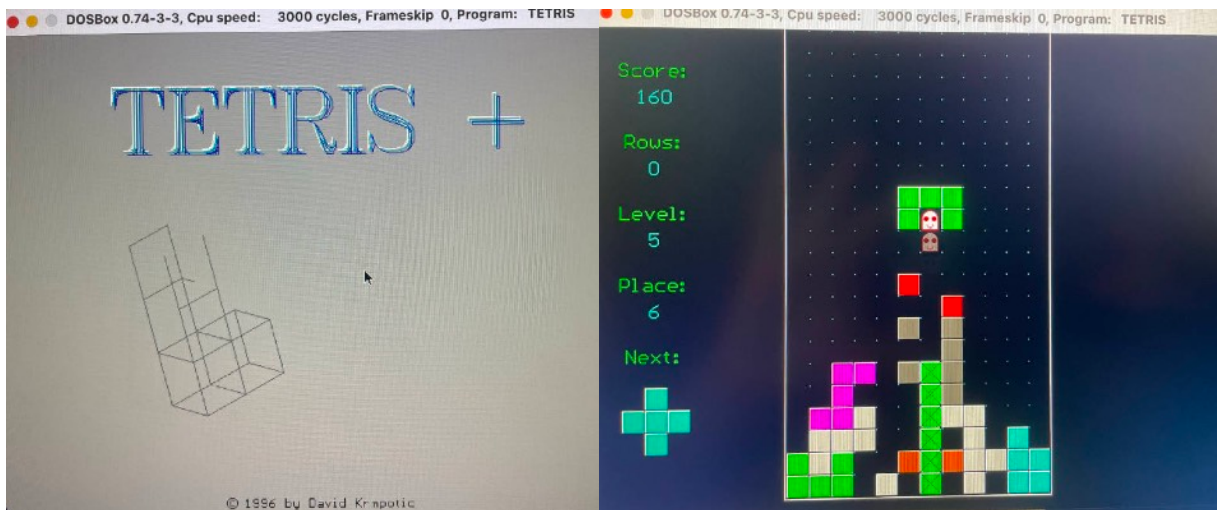 DOSBox 0.74-3-3, Cpu speed: 3000 cycles, Frameskip 0, Program: TETRIS
TETRIS +
© 1996 by David Krmpotic
DOSBox 0.74-3-3, Cpu speed: 3000 cycles, Frameskip 0, Program: TETRIS
Score:
160
Rows:
0
Level:
5
Place:
6
Next: